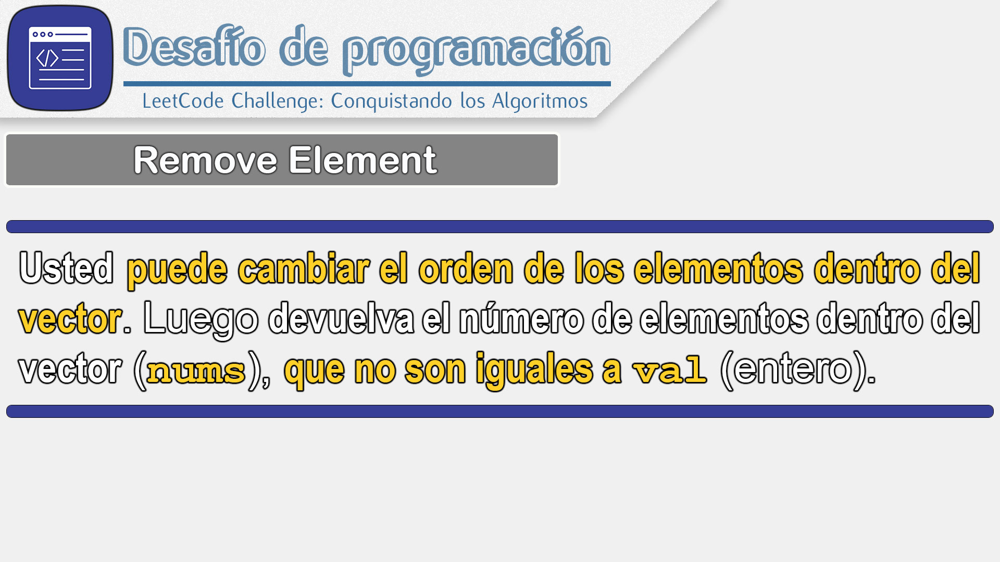 Desafío de programación
LeetCode Challenge: Conquistando los Algoritmos
Remove Element
Usted puede cambiar el orden de los elementos dentro del
vector. Luego devuelva el número de elementos dentro del
vector (nums), que no son iguales a val (entero).